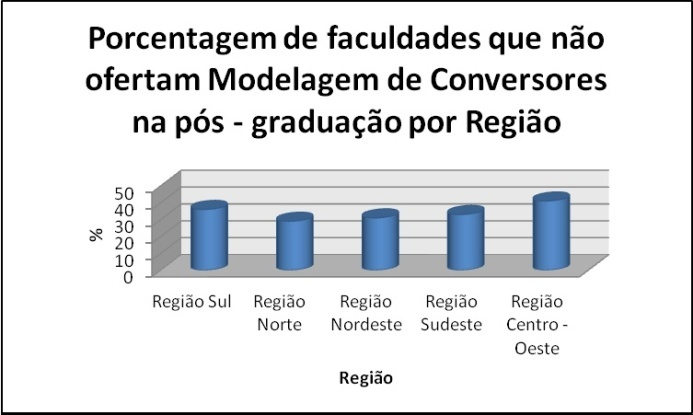 Porcentagem de faculdades que não
ofertam Modelagem de Conversores
na pós - graduação por Região
50
40
30
20
10
0
%
Região Sul
Região
Norte
Região
Nordeste
Região
Sudeste
Região
Centro -
Oeste
Região